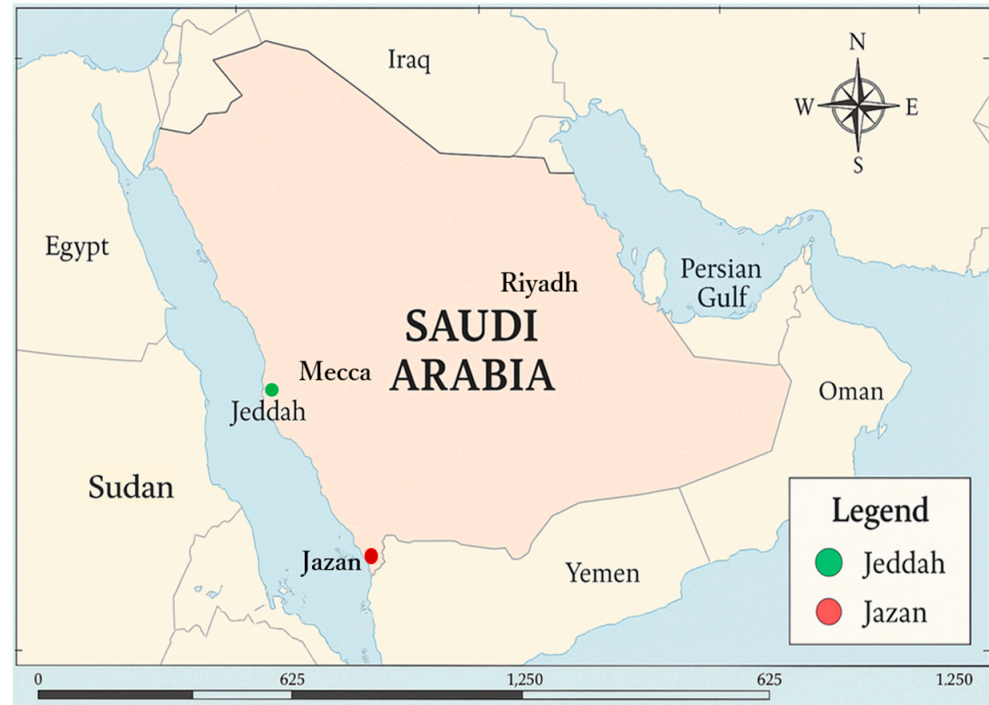 N
Iraq
W
E
S
Egypt
Persian
Gulf
Riyadh
SAUDI
ARABIA
Mecca
Jeddah
Oman
Sudan
Legend
Jeddah
Jazan
Jazan
Yemen
0
625
1,250
625
1.250